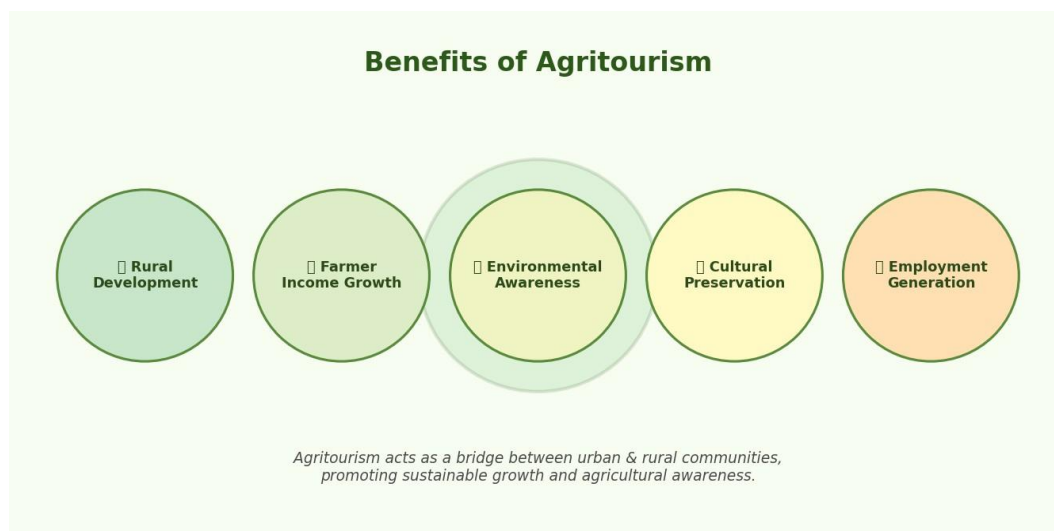 Benefits of Agritourism
Rural
Development
Farmer
Income Growth
Environmental
Awareness
Cultural
Preservation
Employment
Generation
Agritourism acts as a bridge between urban & rural communities,
promoting sustainable growth and agricultural awareness.